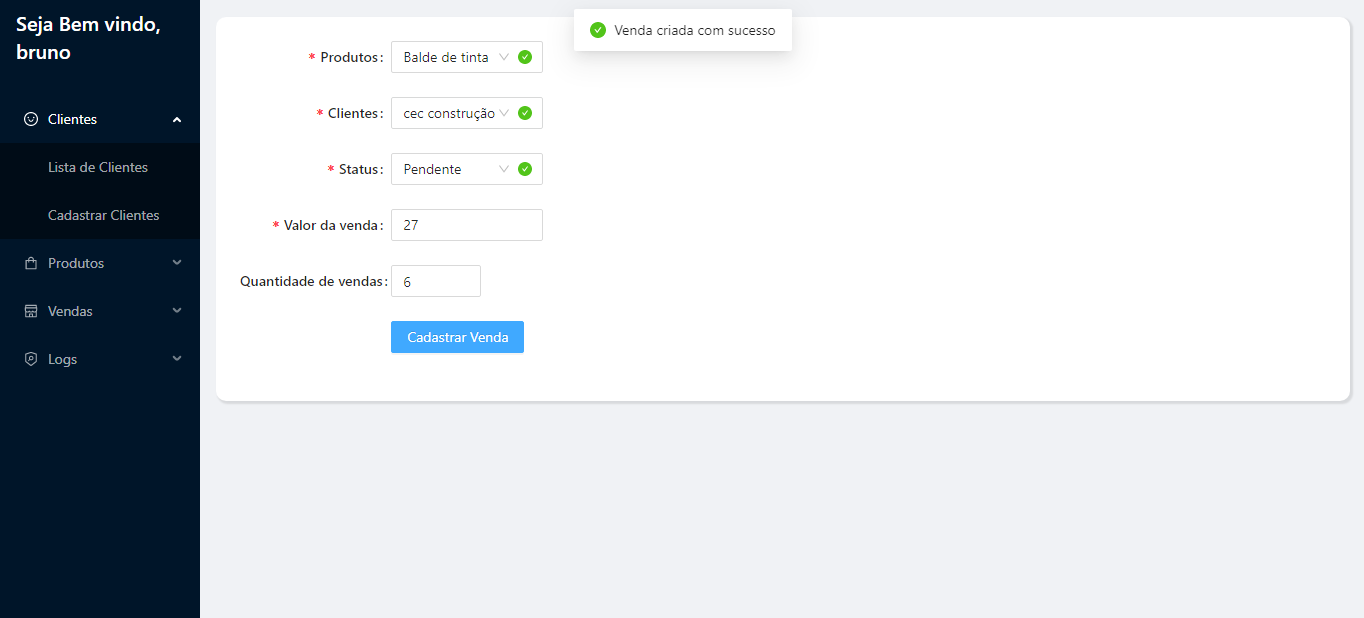 Seja Bem vindo,
bruno
Clientes
Lista de Clientes
Cadastrar Clientes
Produtos
Vendas
Logs
Venda criada com sucesso
* Produtos: Balde de tinta
* Clientes: cec construção
* Status: Pendente
* Valor da venda: 27
Quantidade de vendas: 6
Cadastrar Venda